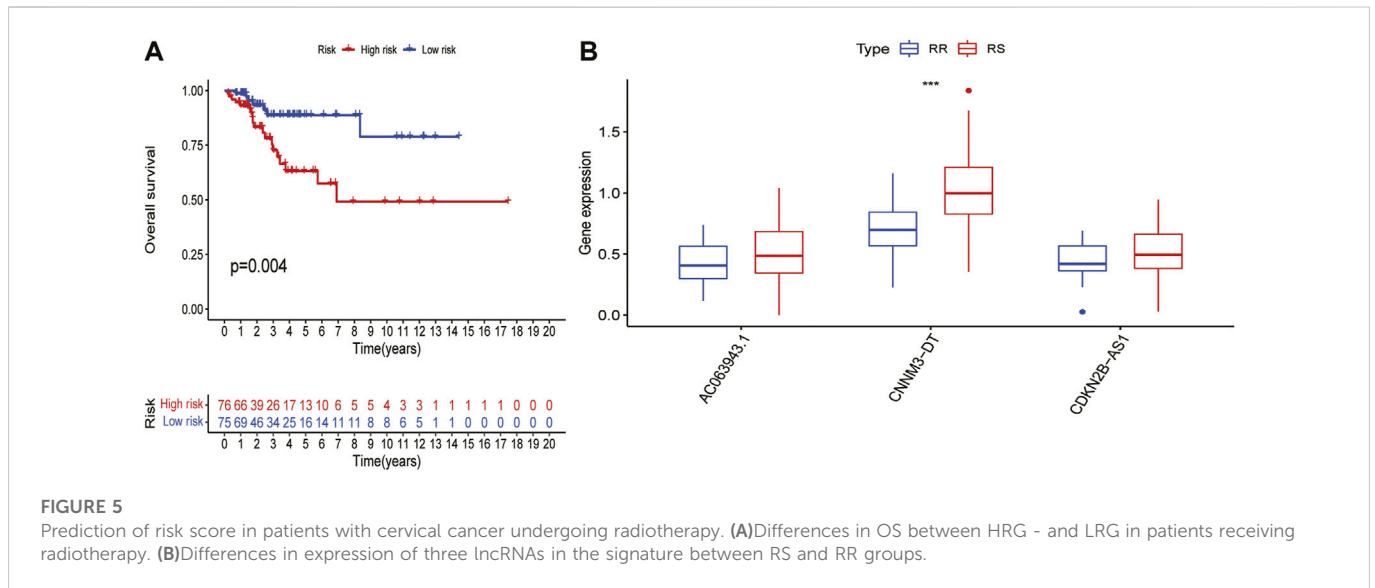 A
Risk High risk Low risk
1.00
0.75
0.50
0.25
0.00
Overall survival
p=0.004
0 1 2 3 4 5 6 7 8 9 10 11 12 13 14 15 16 17 18 19 20
Time(years)
Risk
High risk 76 66 39 26 17 13 10 6 5 5 4 3 3 1 1 1 1 1 0 0 0
Low risk 75 69 46 34 25 16 14 11 11 8 8 6 5 1 1 0 0 0 0 0 0
0 1 2 3 4 5 6 7 8 9 10 11 12 13 14 15 16 17 18 19 20
Time(years)
B
Type RR RS
***
1.5
1.0
0.5
0.0
Gene expression
AC063943.1
CNNM3-DT
CDKN2B-AS1
FIGURE 5
Prediction of risk score in patients with cervical cancer undergoing radiotherapy. (A)Differences in OS between HRG - and LRG in patients receiving
radiotherapy. (B)Differences in expression of three lncRNAs in the signature between RS and RR groups.